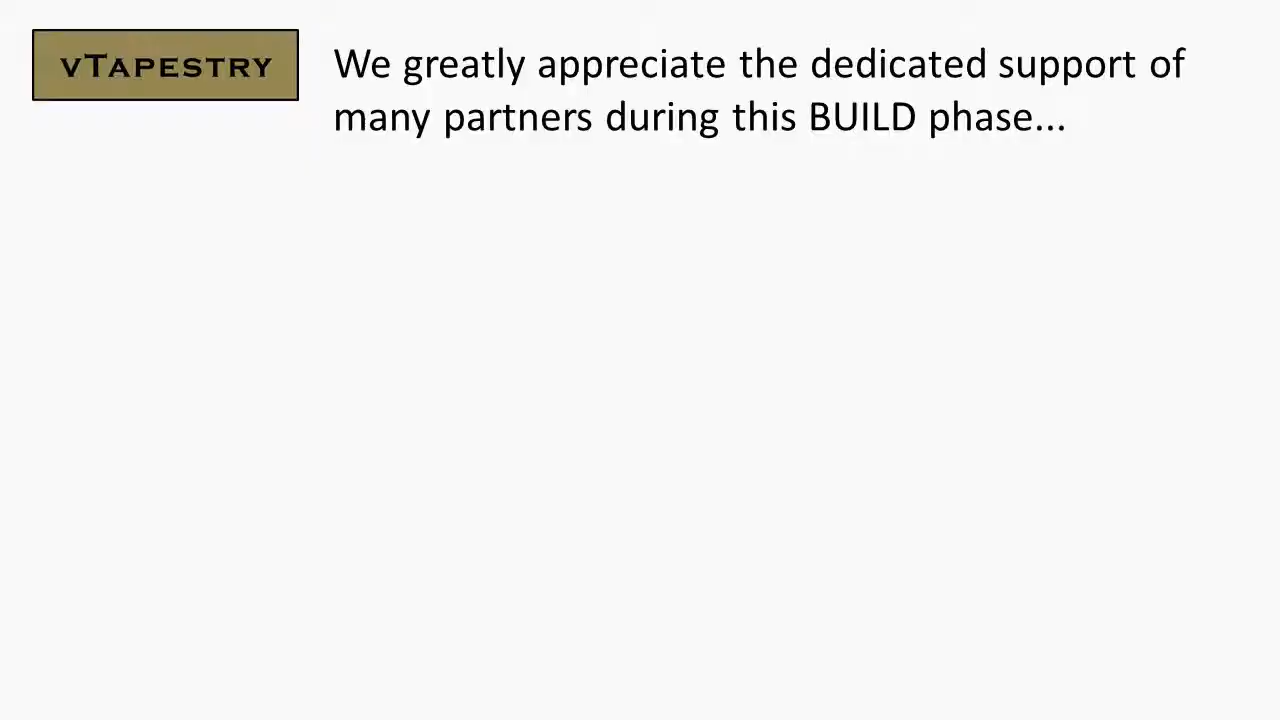 vTapestry
We greatly appreciate the dedicated support of
many partners during this BUILD phase...